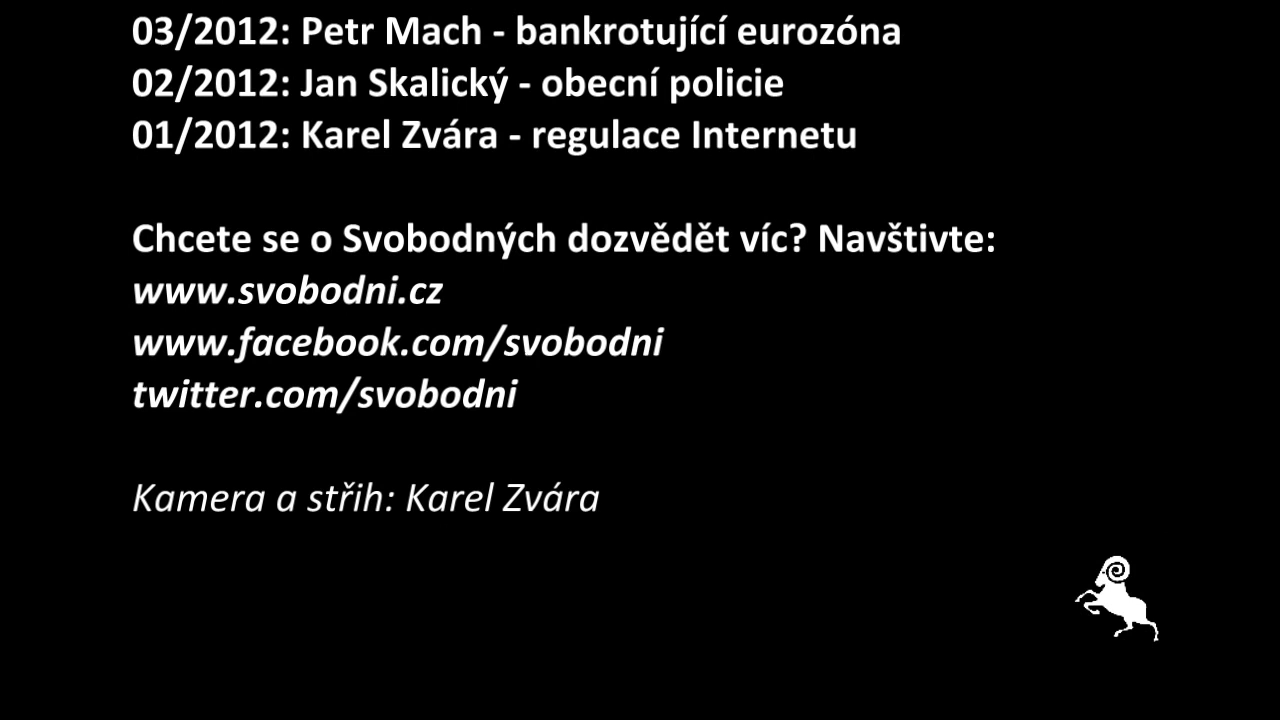 03/2012: Petr Mach - bankrotující eurozóna
02/2012: Jan Skalický - obecní policie
01/2012: Karel Zvára - regulace Internetu
Chcete se o Svobodných dozvědět víc? Navštivte:
www.svobodni.cz
www.facebook.com/svobodni
twitter.com/svobodni
Kamera a střih: Karel Zvára